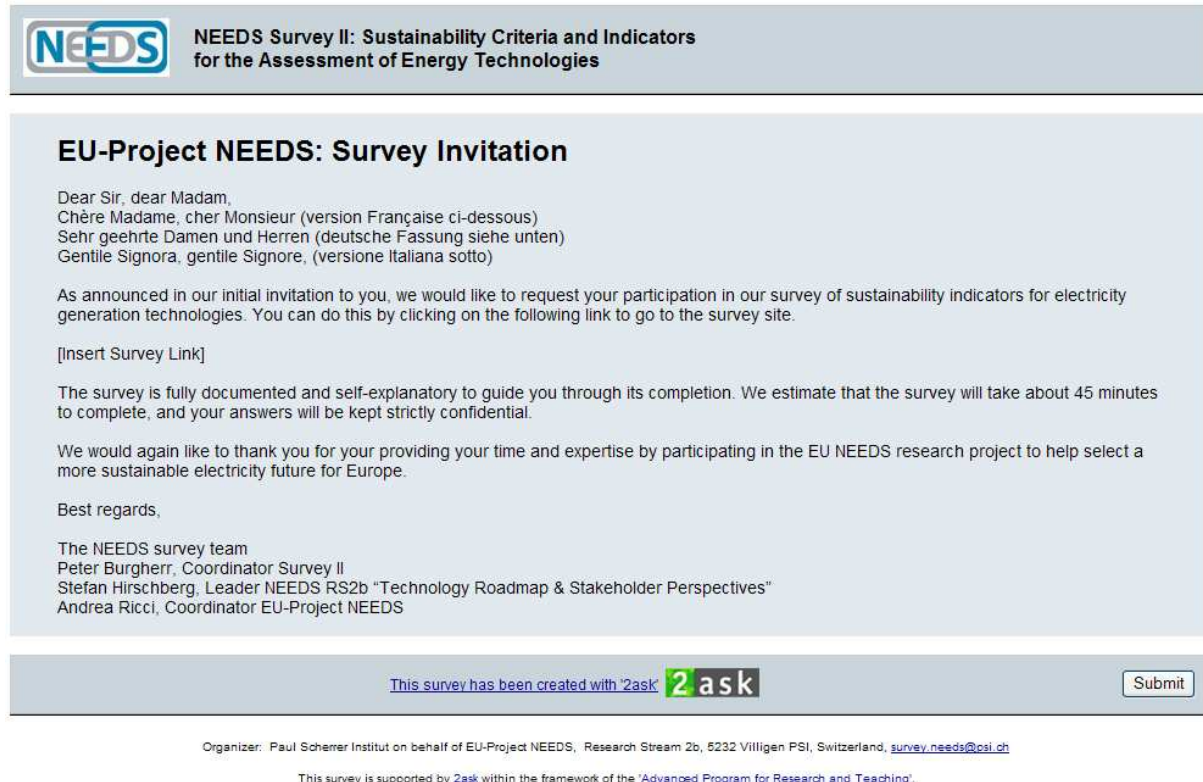 NEEDS
NEEDS Survey II: Sustainability Criteria and Indicators
for the Assessment of Energy Technologies
EU-Project NEEDS: Survey Invitation
Dear Sir, dear Madam,
Chère Madame, cher Monsieur (version Française ci-dessous)
Sehr geehrte Damen und Herren (deutsche Fassung siehe unten)
Gentile Signora, gentile Signore, (versione Italiana sotto)
As announced in our initial invitation to you, we would like to request your participation in our survey of sustainability indicators for electricity
generation technologies. You can do this by clicking on the following link to go to the survey site.
[Insert Survey Link]
The survey is fully documented and self-explanatory to guide you through its completion. We estimate that the survey will take about 45 minutes
to complete, and your answers will be kept strictly confidential.
We would again like to thank you for your providing your time and expertise by participating in the EU NEEDS research project to help select a
more sustainable electricity future for Europe.
Best regards,
The NEEDS survey team
Peter Burgherr, Coordinator Survey II
Stefan Hirschberg, Leader NEEDS RS2b “Technology Roadmap & Stakeholder Perspectives”
Andrea Ricci, Coordinator EU-Project NEEDS
This survey has been created with '2ask' 2ask
Submit
Organizer: Paul Scherrer Institut on behalf of EU-Project NEEDS, Research Stream 2b, 5232 Villigen PSI, Switzerland, survey.needs@psi.ch
This survey is supported by 2ask within the framework of the 'Advanced Program for Research and Teaching'.